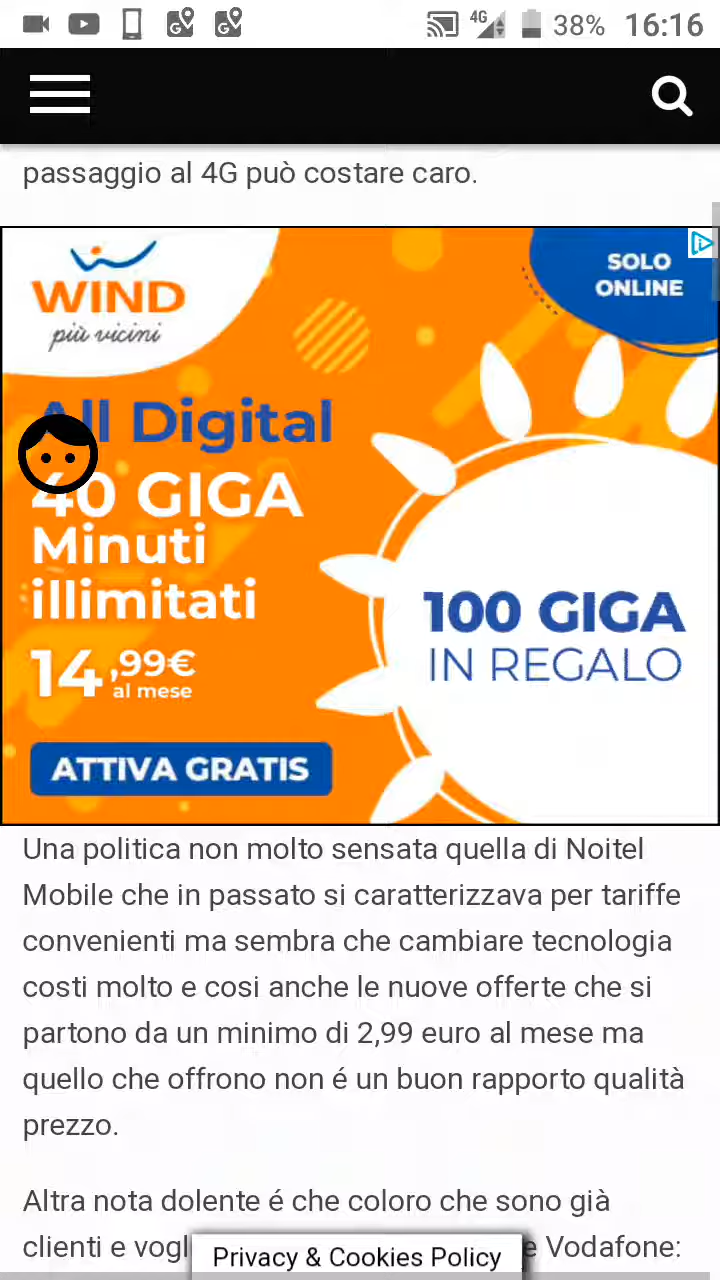 4G 38% 16:16
passaggio al 4G può costare caro.
WIND
più vicini
SOLO
ONLINE
All Digital
40 GIGA
Minuti
illimitati
14,99€
al mese
100 GIGA
IN REGALO
ATTIVA GRATIS
Una politica non molto sensata quella di Noitel
Mobile che in passato si caratterizzava per tariffe
convenienti ma sembra che cambiare tecnologia
costi molto e cosi anche le nuove offerte che si
partono da un minimo di 2,99 euro al mese ma
quello che offrono non é un buon rapporto qualità
prezzo.
Altra nota dolente é che coloro che sono già
clienti e vogl e Vodafone:
Privacy & Cookies Policy